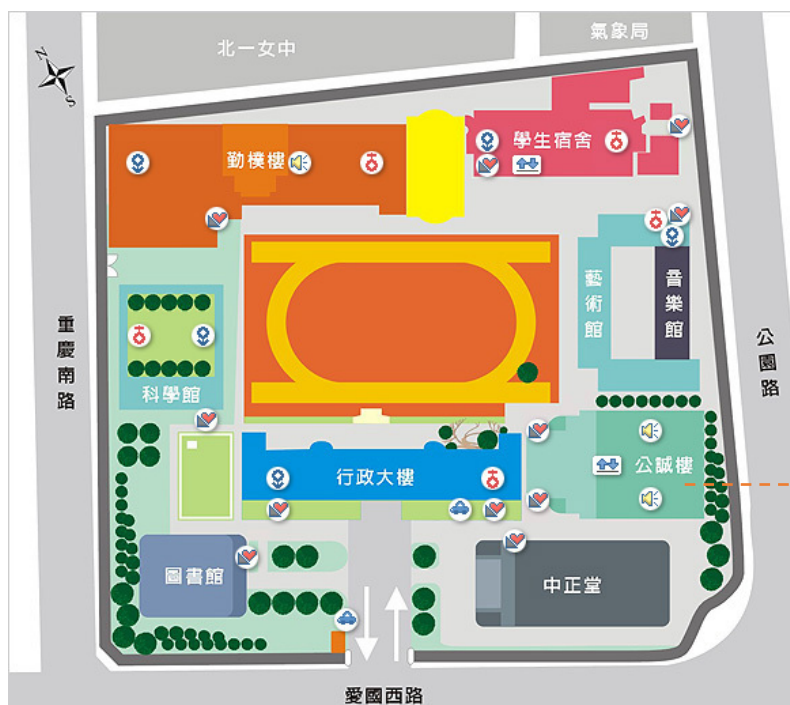 北一女中
氣象局
N
S
勤樸樓
學生宿舍
藝術館
音樂館
重慶南路
公園路
科學館
行政大樓
公誠樓
圖書館
中正堂
愛國西路